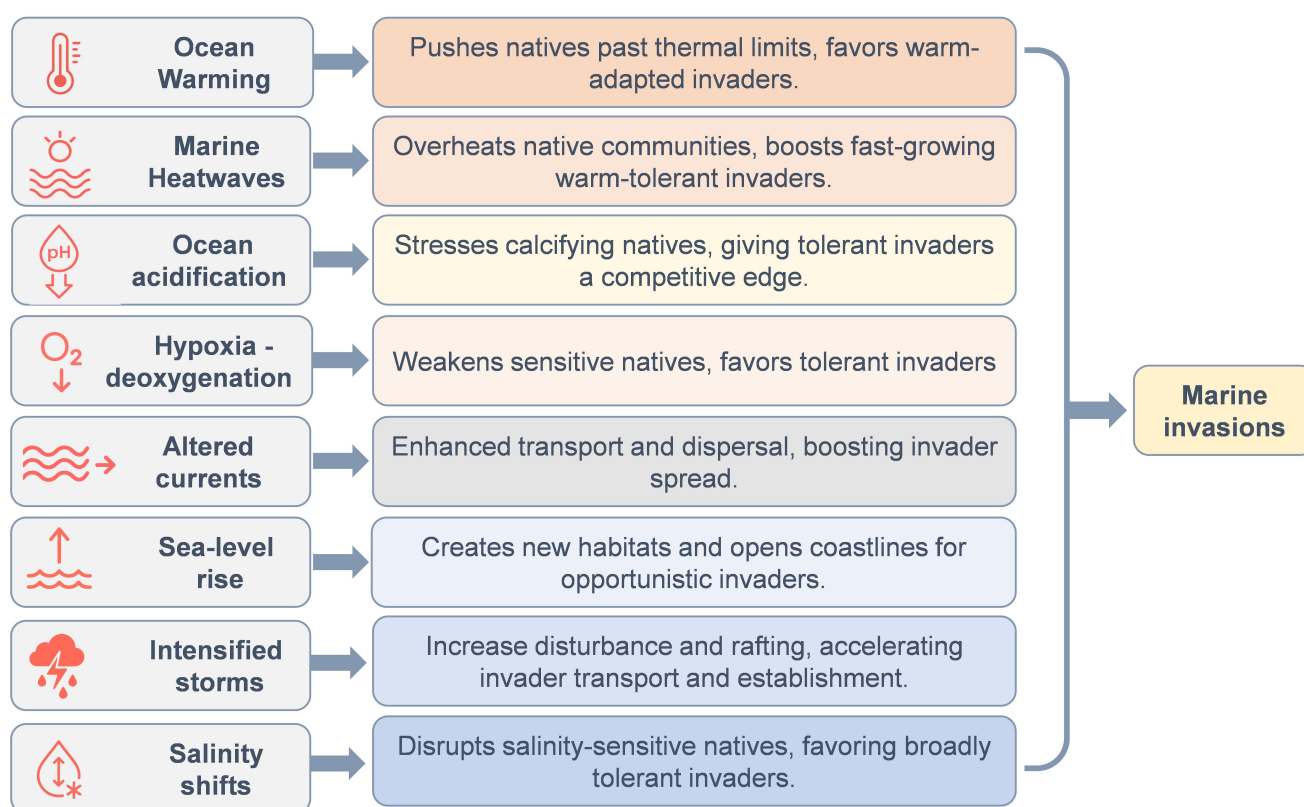 Ocean
Warming
Pushes natives past thermal limits, favors warm-
adapted invaders.
Marine
Heatwaves
Overheats native communities, boosts fast-growing
warm-tolerant invaders.
pH
Ocean
acidification
Stresses calcifying natives, giving tolerant invaders
a competitive edge.
O2
Hypoxia -
deoxygenation
Weakens sensitive natives, favors tolerant invaders
Altered
currents
Enhanced transport and dispersal, boosting invader
spread.
Sea-level
rise
Creates new habitats and opens coastlines for
opportunistic invaders.
Intensified
storms
Increase disturbance and rafting, accelerating
invader transport and establishment.
Salinity
shifts
Disrupts salinity-sensitive natives, favoring broadly
tolerant invaders.
Marine
invasions